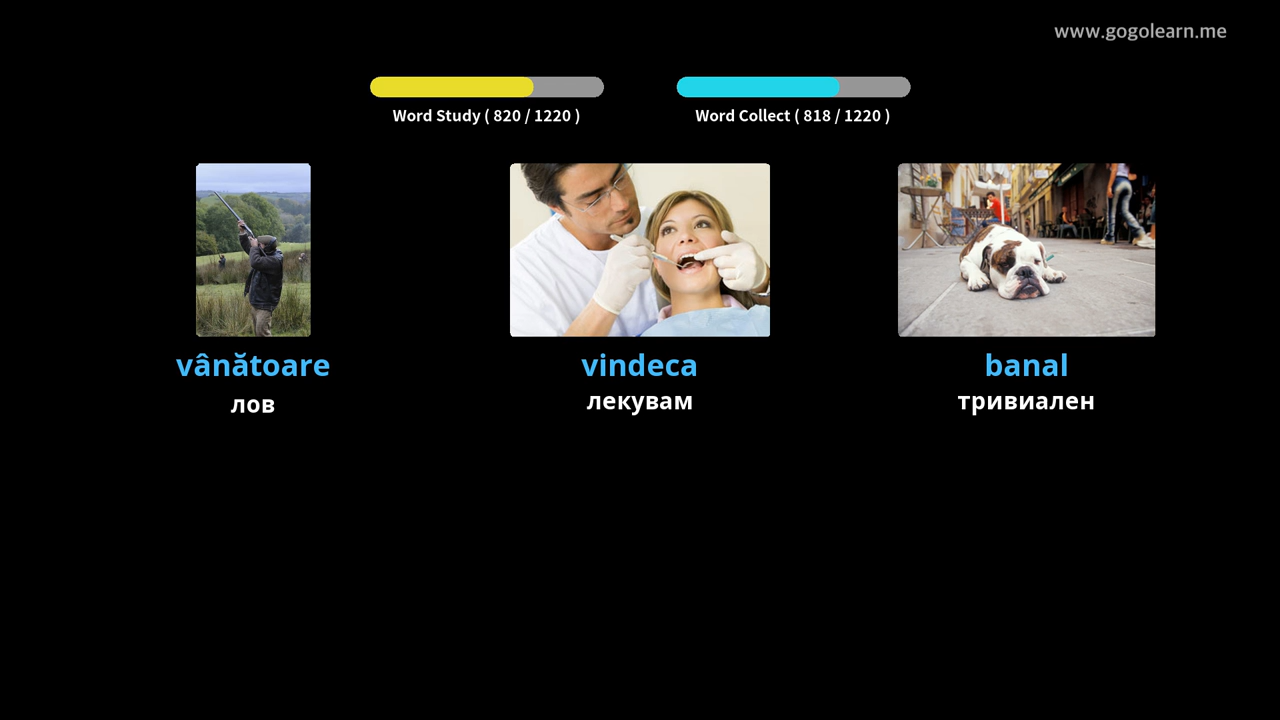 www.gogolearn.me
Word Study ( 820 / 1220 )
Word Collect ( 818 / 1220 )
vânătoare
лов
vindeca
лекувам
banal
тривиален